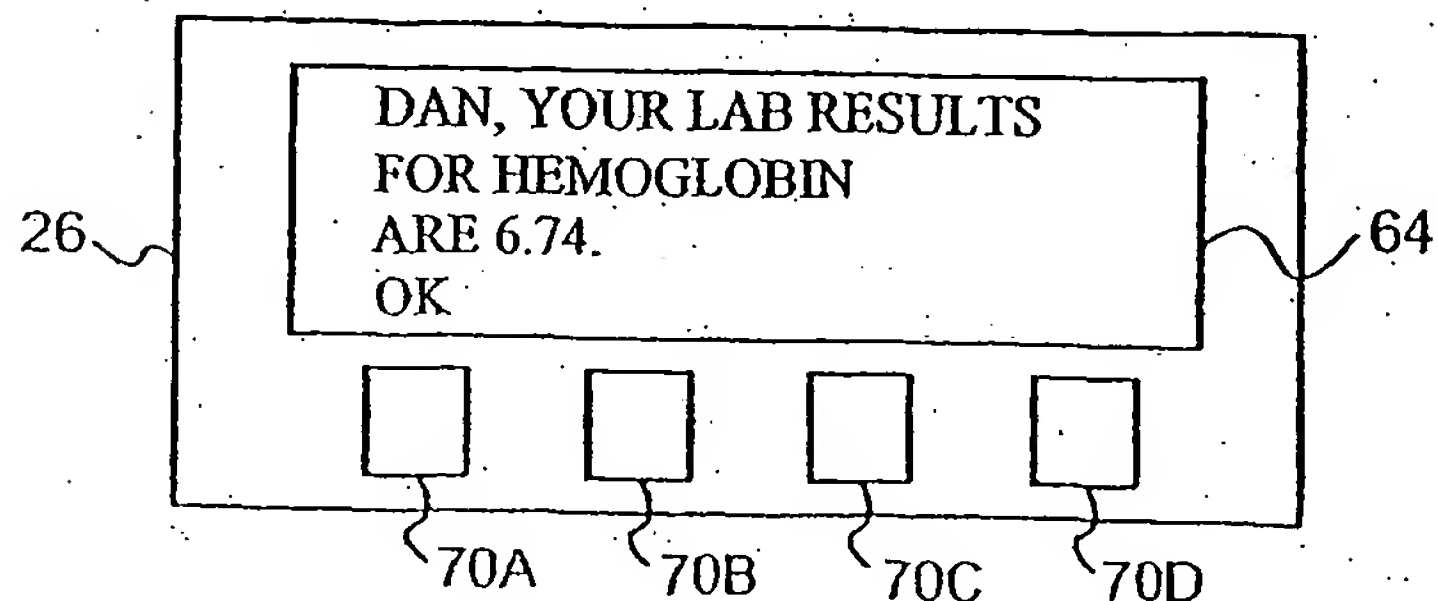 DAN, YOUR LAB RESULTS
FOR HEMOGLOBIN
ARE 6.74.
OK
26
64
70A
70B
70C
70D